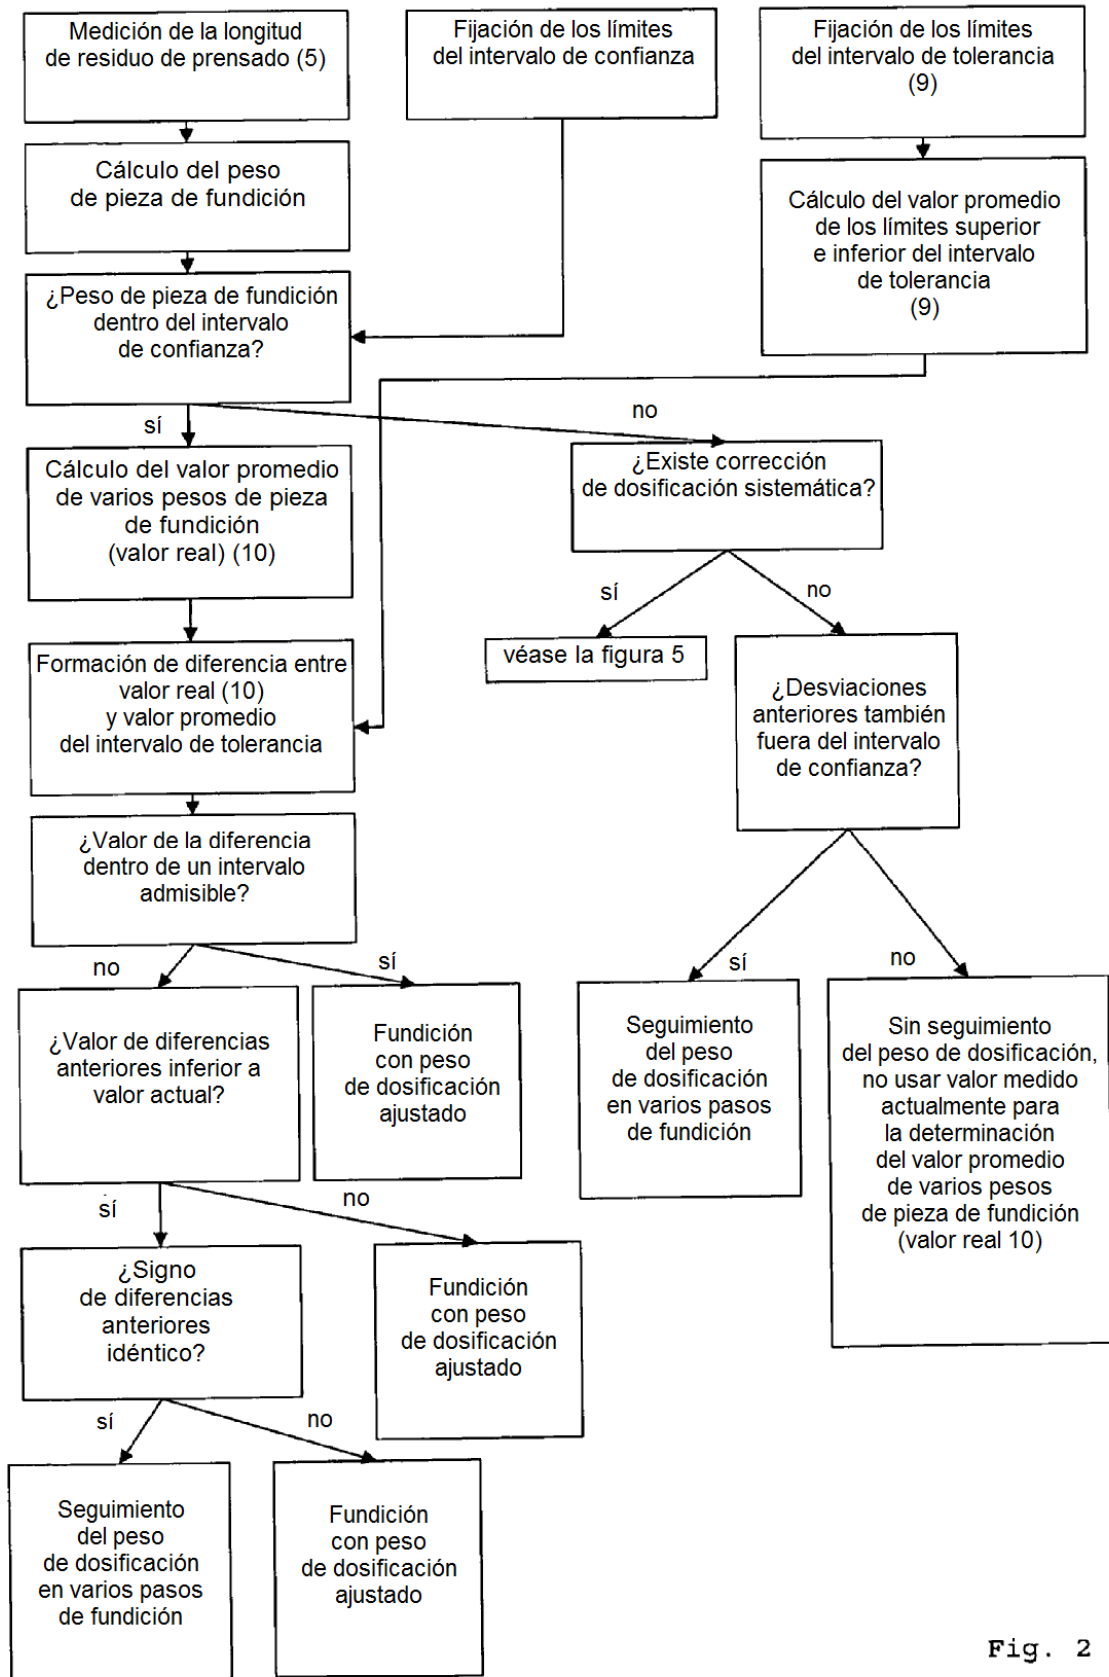 Medición de la longitud
de residuo de prensado (5)
Fijación de los límites
del intervalo de confianza
Fijación de los límites
del intervalo de tolerancia
(9)
Cálculo del peso
de pieza de fundición
Cálculo del valor promedio
de los límites superior
e inferior del intervalo
de tolerancia
(9)
¿Peso de pieza de fundición
dentro del intervalo
de confianza?
sí
no
Cálculo del valor promedio
de varios pesos de pieza
de fundición
(valor real) (10)
¿Existe corrección
de dosificación sistemática?
sí
no
Formación de diferencia entre
valor real (10)
y valor promedio
del intervalo de tolerancia
véase la figura 5
¿Desviaciones
anteriores también
fuera del intervalo
de confianza?
¿Valor de la diferencia
dentro de un intervalo
admisible?
no
sí
sí
no
¿Valor de diferencias
anteriores inferior a
valor actual?
Fundición
con peso
de dosificación
ajustado
Seguimiento
del peso
de dosificación
en varios pasos
de fundición
Sin seguimiento
del peso de dosificación,
no usar valor medido
actualmente para
la determinación
del valor promedio
de varios pesos
de pieza de fundición
(valor real 10)
sí
no
¿Signo
de diferencias
anteriores
idéntico?
Fundición
con peso
de dosificación
ajustado
sí
no
Seguimiento
del peso
de dosificación
en varios pasos
de fundición
Fundición
con peso
de dosificación
ajustado
Fig. 2